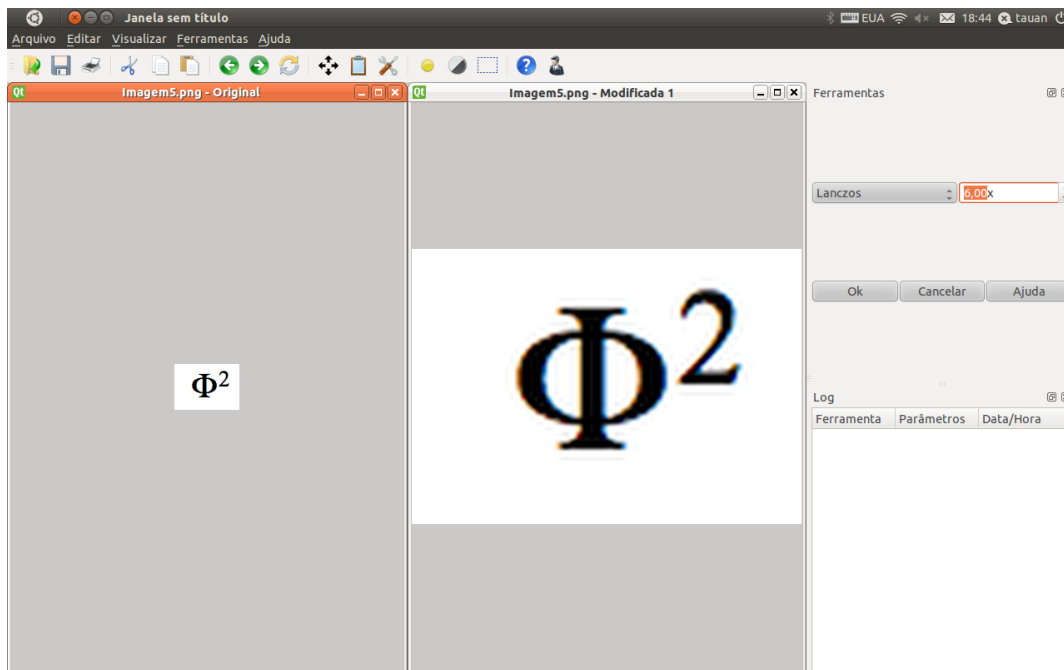 Janela sem título
EUA 18:44 tauan
Arquivo Editar Visualizar Ferramentas Ajuda
Qt Imagem5.png - Original
Qt Imagem5.png - Modificada 1
Φ²
Φ²
Ferramentas
Lanczos 6,00x
Ok Cancelar Ajuda
Log
Ferramenta Parâmetros Data/Hora